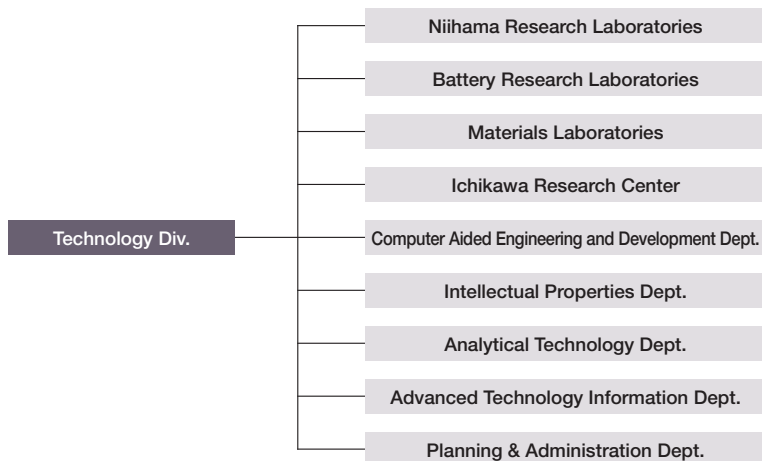 Niihama Research Laboratories
Battery Research Laboratories
Materials Laboratories
Ichikawa Research Center
Technology Div.
Computer Aided Engineering and Development Dept.
Intellectual Properties Dept.
Analytical Technology Dept.
Advanced Technology Information Dept.
Planning & Administration Dept.